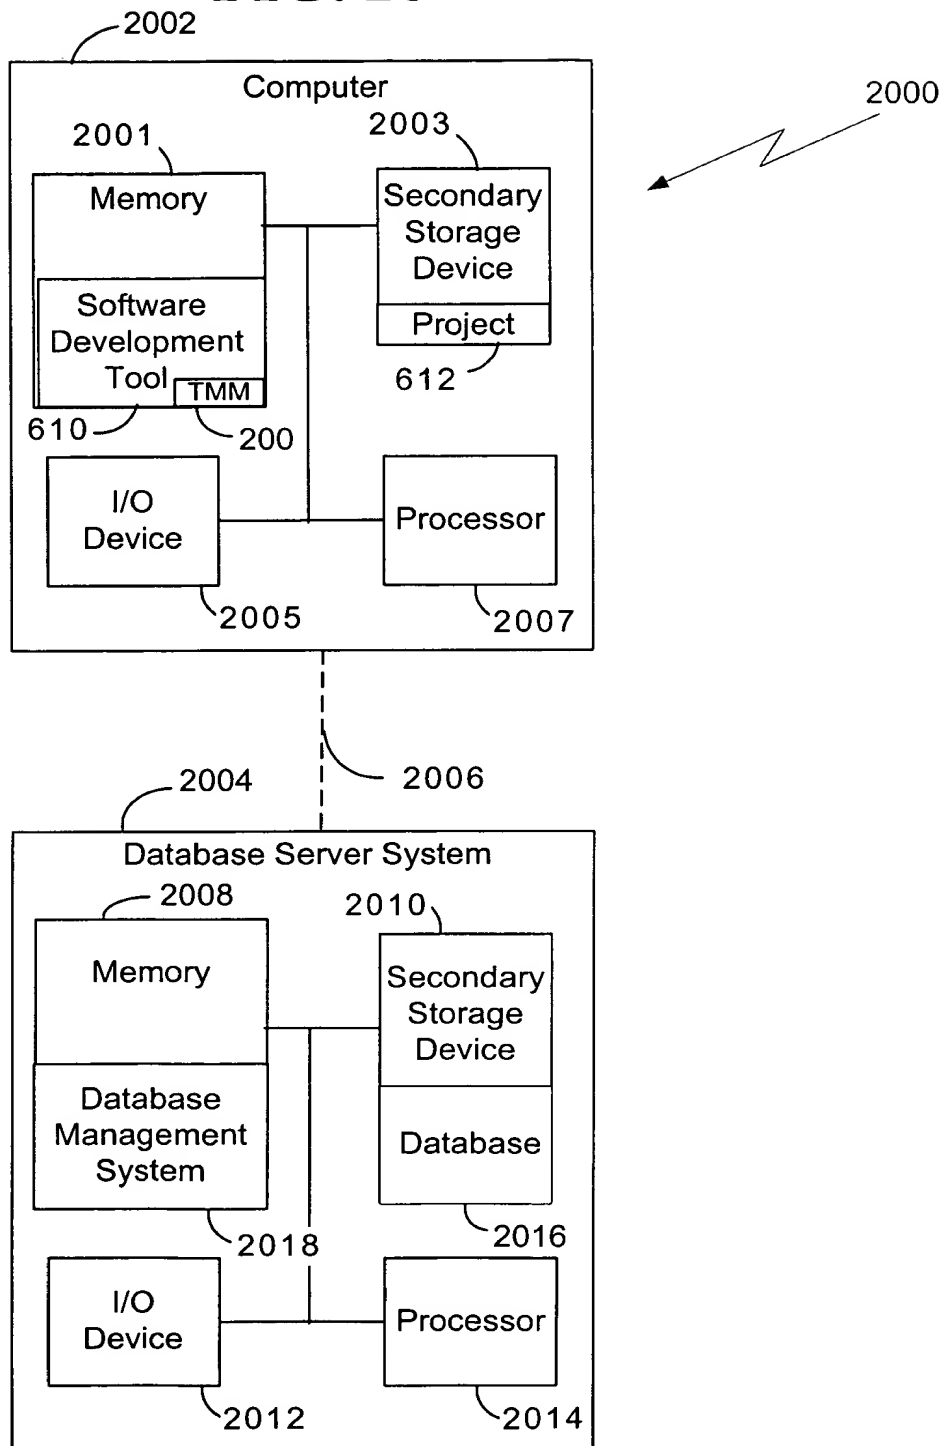 2002
Computer
2000
2001
2003
Memory
Secondary
Storage
Device
Software
Development
Tool
TMM
Project
612
610
200
I/O
Device
Processor
2005
2007
2006
2004
Database Server System
2008
2010
Memory
Secondary
Storage
Device
Database
Management
System
Database
2018
2016
I/O
Device
Processor
2012
2014